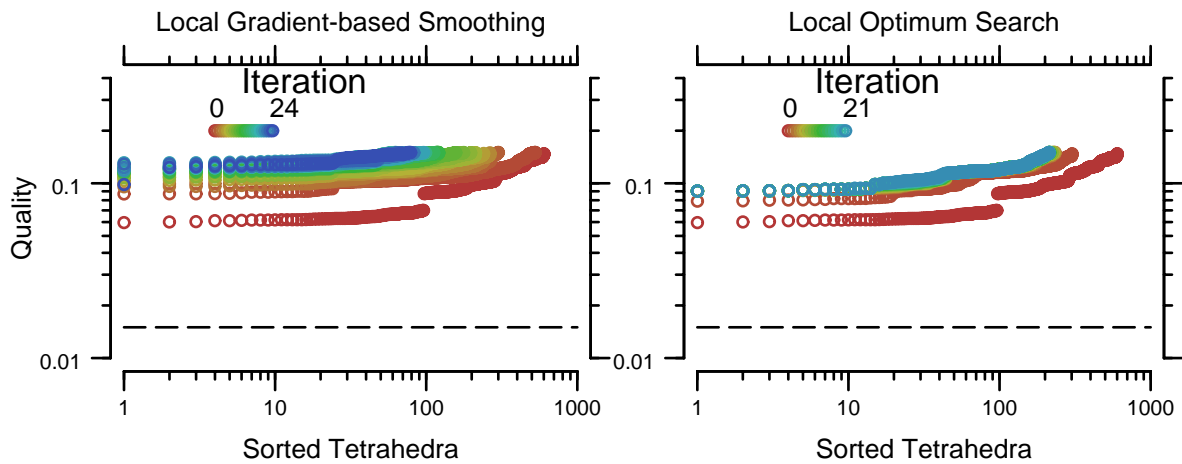 Local Gradient-based Smoothing
Local Optimum Search
Iteration
0 24
Iteration
0 21
Quality
0.1
0.01
0.1
0.01
1 10 100 1000
1 10 100 1000
Sorted Tetrahedra
Sorted Tetrahedra